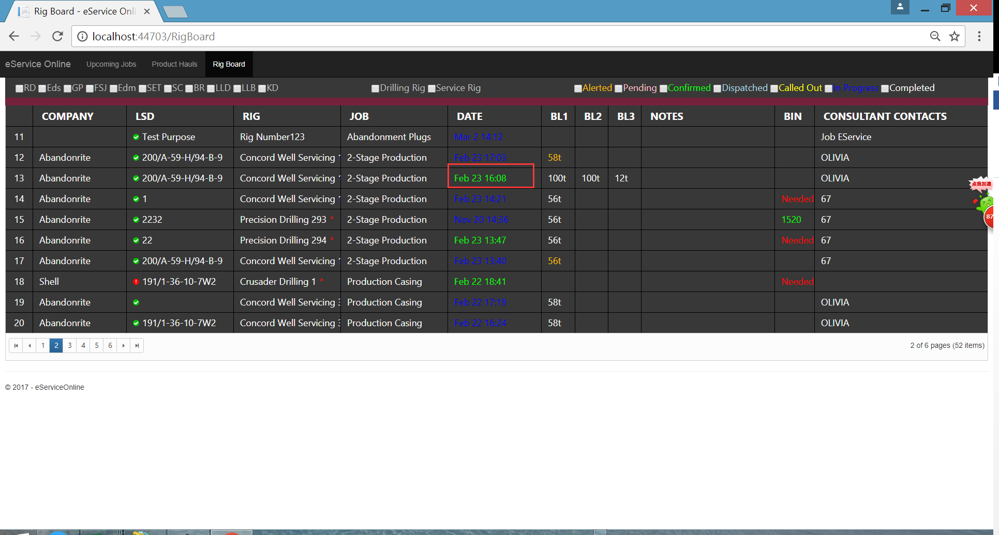 Rig Board - eService Onli
localhost:44703/RigBoard
eService Online Upcoming Jobs Product Hauls Rig Board
RD Eds GP FSJ Edm SET SC BR LLD LLB KD Drilling Rig Service Rig Alerted Pending Confirmed Dispatched Called Out In Progress Completed
COMPANY LSD RIG JOB DATE BL1 BL2 BL3 NOTES BIN CONSULTANT CONTACTS
11 Test Purpose Rig Number123 Abandonment Plugs Mar 2 14:12 Job EService
12 Abandonrite 200/A-59-H/94-B-9 Concord Well Servicing 2-Stage Production Feb 23 17:03 58t OLIVIA
13 Abandonrite 200/A-59-H/94-B-9 Concord Well Servicing 2-Stage Production Feb 23 16:08 100t 100t 12t OLIVIA
点我加速
14 Abandonrite 1 Concord Well Servicing 2-Stage Production Feb 23 14:21 56t Needed 67
15 Abandonrite 2232 Precision Drilling 293 * 2-Stage Production Nov 20 14:36 56t 1520 67
87
16 Abandonrite 22 Precision Drilling 294 * 2-Stage Production Feb 23 13:47 56t Needed 67
17 Abandonrite 200/A-59-H/94-B-9 Concord Well Servicing 2-Stage Production Feb 23 13:40 56t 67
18 Shell 191/1-36-10-7W2 Crusader Drilling 1 * Production Casing Feb 22 18:41 Needed
19 Abandonrite Concord Well Servicing Production Casing Feb 22 17:19 58t OLIVIA
20 Abandonrite 191/1-36-10-7W2 Concord Well Servicing Production Casing Feb 22 16:24 58t OLIVIA
1 2 3 4 5 6 2 of 6 pages (52 items)
© 2017 - eServiceOnline